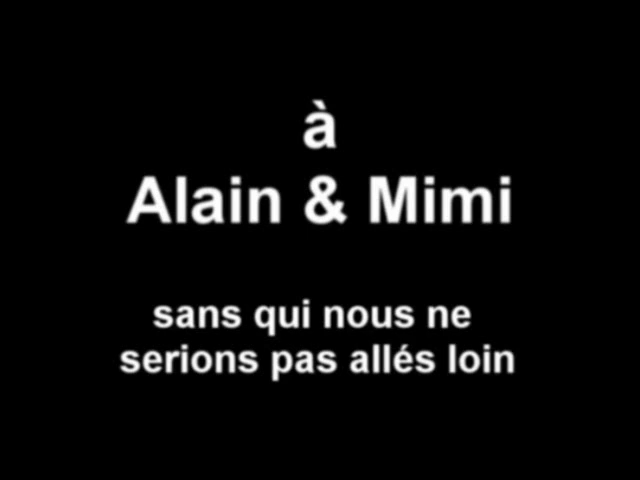 à
Alain & Mimi
sans qui nous ne
serions pas allés loin